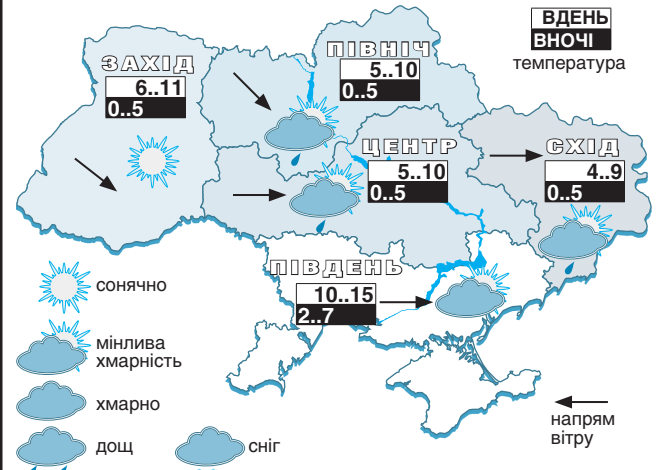 ВДЕНЬ
ВНОЧІ
температура
ЗАХІД
6..11
0..5
ПІВНІЧ
5..10
0..5
ЦЕНТР
5..10
0..5
СХІД
4..9
0..5
ПІВДЕНЬ
10..15
2..7
сонячно
мінлива
хмарність
хмарно
дощ
сніг
напрям
вітру